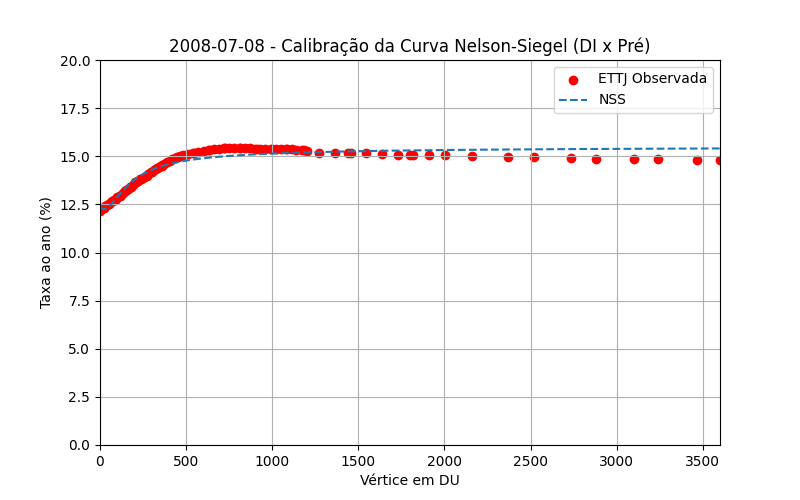 2008-07-08 - Calibração da Curva Nelson-Siegel (DI x Pré)
20.0
17.5
15.0
12.5
10.0
7.5
5.0
2.5
0.0
Taxa ao ano (%)
ETTJ Observada
NSS
0 500 1000 1500 2000 2500 3000 3500
Vértice em DU